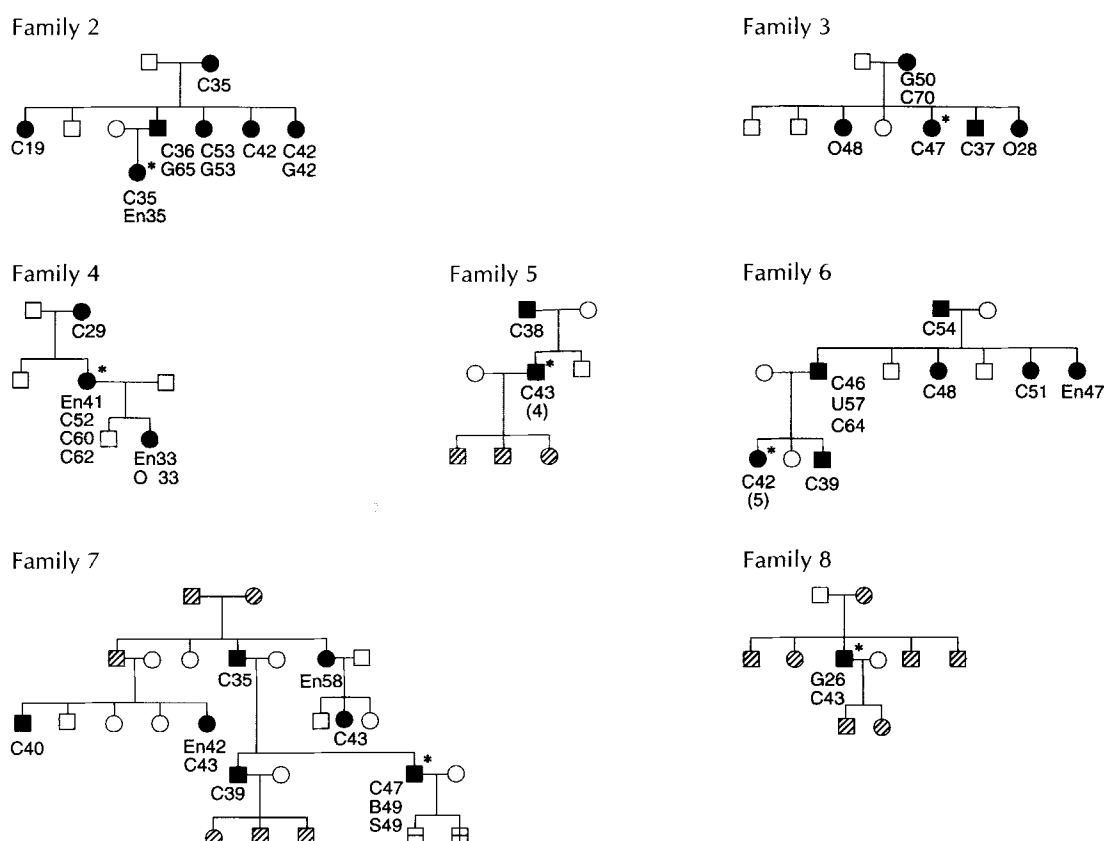 Family 2
C35
C19
C36
G65
C53
G53
C42
C42
G42
*
C35
En35
Family 3
G50
C70
O48
*
C47
C37
O28
Family 4
C29
*
En41
C52
C60
C62
En33
O 33
Family 5
C38
*
C43
(4)
Family 6
C54
C46
U57
C64
C48
C51
En47
*
C42
(5)
C39
Family 7
C35
En58
C40
En42
C43
C43
C39
*
C47
B49
S49
Family 8
*
G26
C43